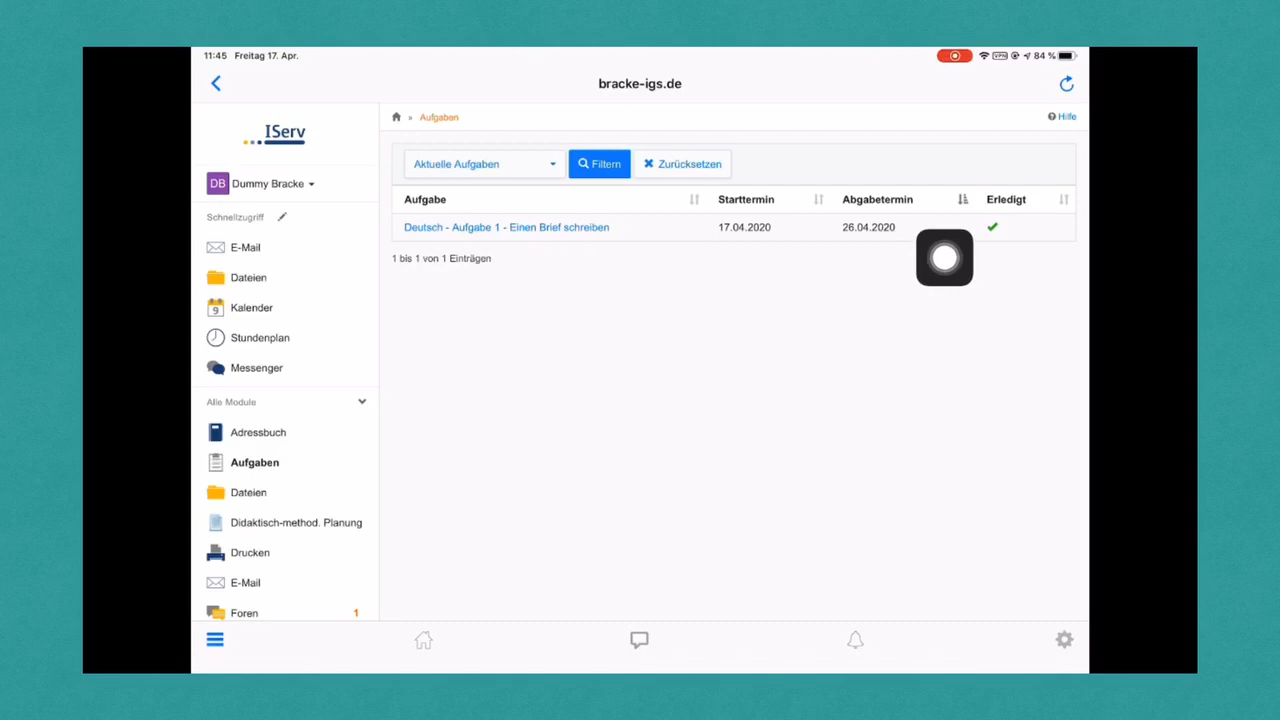 11:45 Freitag 17. Apr.
84 %
bracke-igs.de
IServ
» Aufgaben
Hilfe
DB Dummy Bracke
Aktuelle Aufgaben
Filtern
Zurücksetzen
Schnellzugriff
Aufgabe Starttermin Abgabetermin Erledigt
Deutsch - Aufgabe 1 - Einen Brief schreiben 17.04.2020 26.04.2020
1 bis 1 von 1 Einträgen
E-Mail
Dateien
9 Kalender
Stundenplan
Messenger
Alle Module
Adressbuch
Aufgaben
Dateien
Didaktisch-method. Planung
Drucken
E-Mail
Foren 1